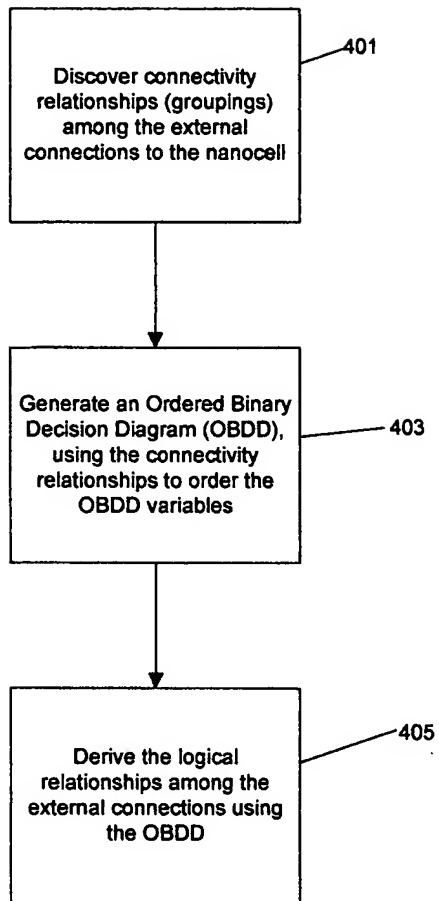 401
Discover connectivity
relationships (groupings)
among the external
connections to the nanocell
Generate an Ordered Binary
Decision Diagram (OBDD),
using the connectivity
relationships to order the
OBDD variables
403
405
Derive the logical
relationships among the
external connections using
the OBDD